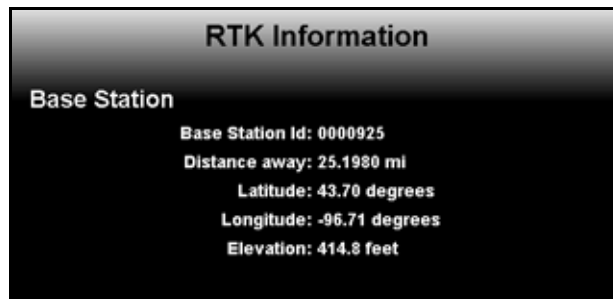 RTK Information
Base Station
Base Station Id: 0000925
Distance away: 25.1980 mi
Latitude: 43.70 degrees
Longitude: -96.71 degrees
Elevation: 414.8 feet